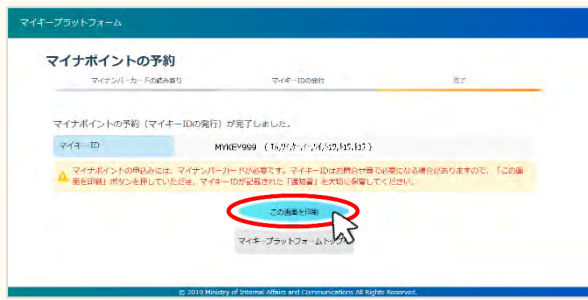 マイキープラットフォーム
マイナポイントの予約
マイナンバーカードの読み取り
マイキーIDの発行
完了
マイナポイントの予約（マイキーIDの発行）が完了しました。
マイキーID
MYKEY999
マイナポイントの申込みには、マイナンバーカードが必要です。マイキーIDはお問合せ等で必要になる場合がありますので、「この画
面を印刷」ボタンを押していただき、マイキーIDが記載された「通知書」を大切に保管してください。
この画面を印刷
マイキープラットフォームトップへ
© 2019 Ministry of Internal Affairs and Communications All Rights Reserved.